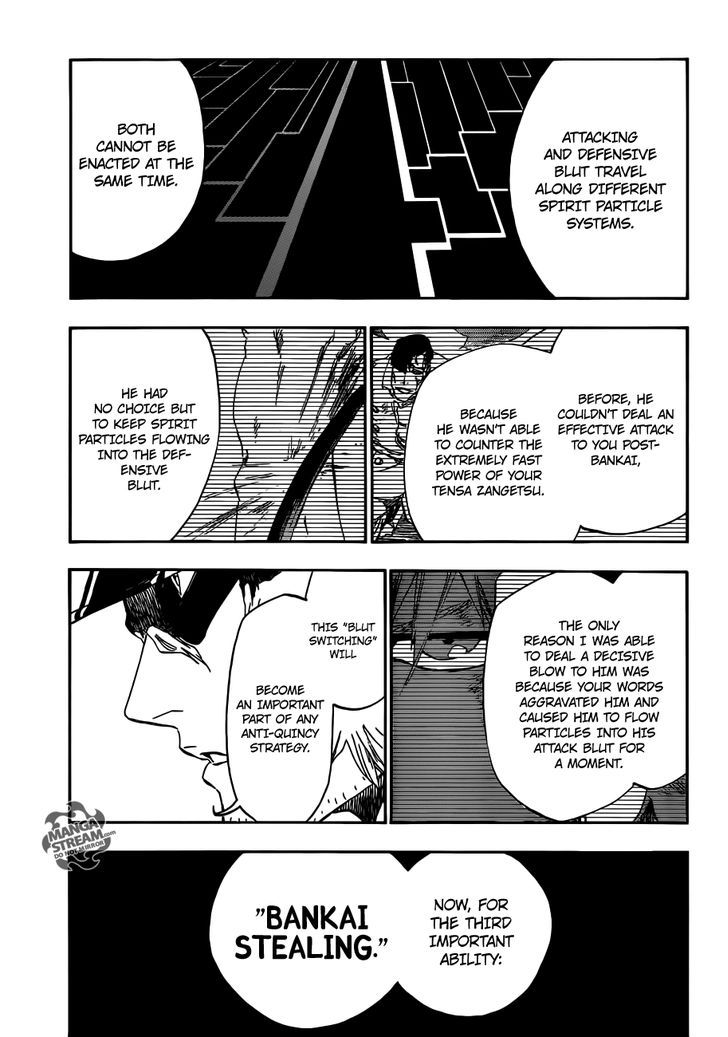 ATTACKING
AND DEFENSIVE
BLUT TRAVEL
ALONG DIFFERENT
SPIRIT PARTICLE
SYSTEMS.
BOTH
CANNOT BE
ENACTED AT THE
SAME TIME.
BEFORE, HE
COULDN'T DEAL AN
EFFECTIVE ATTACK
TO YOU POST-
BANKAI,
BECAUSE
HE WASN'T ABLE
TO COUNTER THE
EXTREMELY FAST
POWER OF YOUR
TENSA ZANGETSU.
HE HAD
NO CHOICE BUT
TO KEEP SPIRIT
PARTICLES FLOWING
INTO THE DEF-
ENSIVE
BLUT.
THE ONLY
REASON I WAS ABLE
TO DEAL A DECISIVE
BLOW TO HIM WAS
BECAUSE YOUR WORDS
AGGRAVATED HIM AND
CAUSED HIM TO FLOW
PARTICLES INTO HIS
ATTACK BLUT FOR
A MOMENT.
THIS "BLUT
SWITCHING"
WILL
BECOME
AN IMPORTANT
PART OF ANY
ANTI-QUINCY
STRATEGY.
MANGA
STREAM.com
DO NOT MIRROR!
NOW, FOR
THE THIRD
IMPORTANT
ABILITY:
"BANKAI
STEALING."